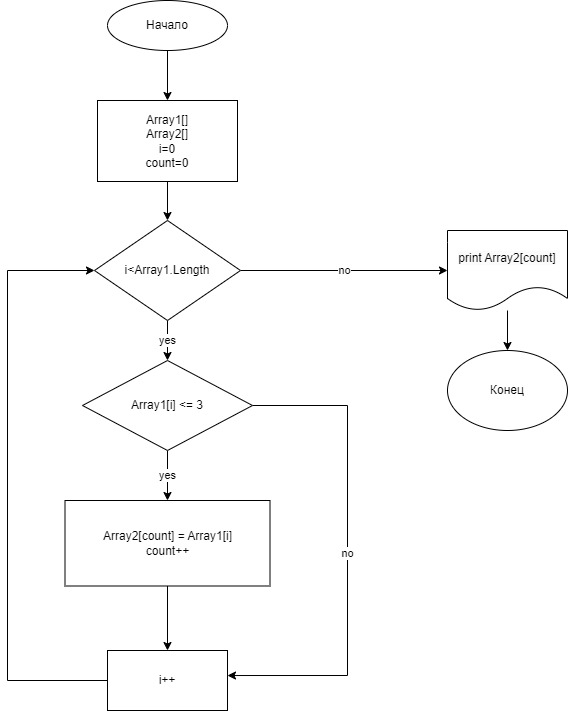 Начало
Array1[]
Array2[]
i=0
count=0
i<Array1.Length
no
print Array2[count]
yes
Array1[i] <= 3
Конец
yes
Array2[count] = Array1[i]
count++
no
i++